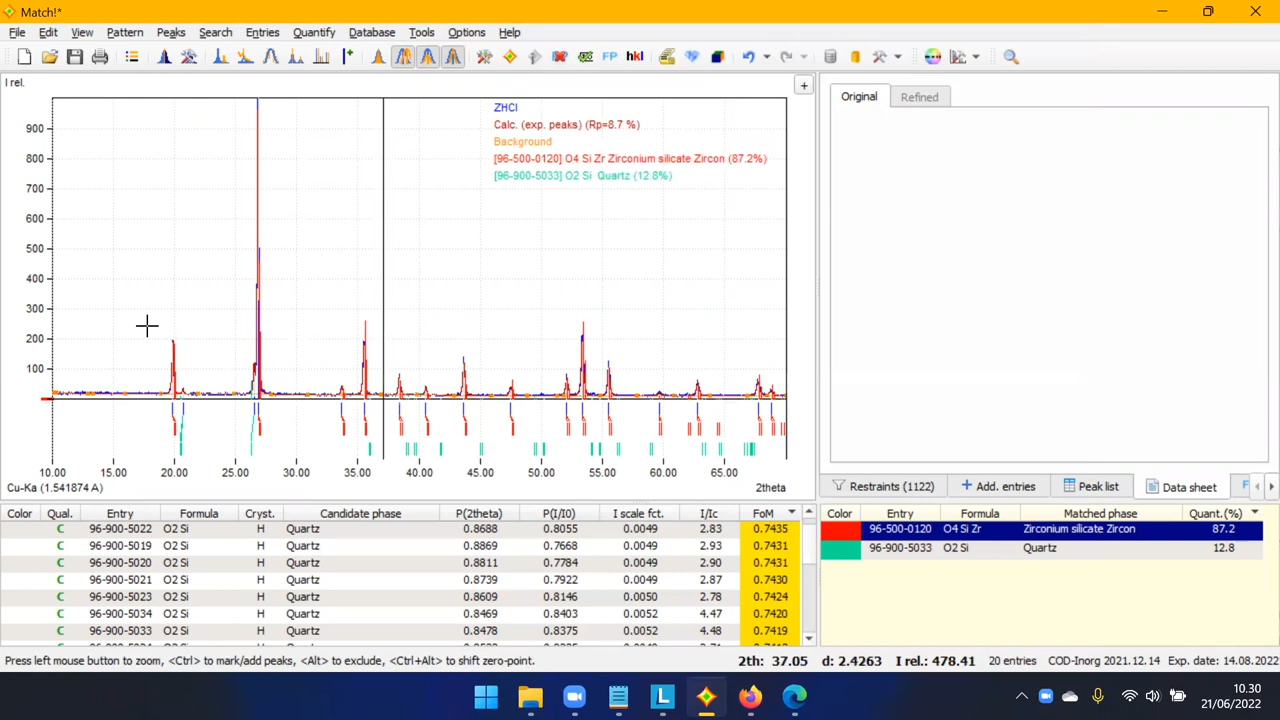 Match!*
File Edit View Pattern Peaks Search Entries Quantify Database Tools Options Help
FP hkl
I rel.
+
Original Refined
ZHCl
Calc. (exp. peaks) (Rp=8.7 %)
Background
[96-500-0120] O4 Si Zr Zirconium silicate Zircon (87.2%)
[96-900-5033] O2 Si Quartz (12.8%)
900
800
700
600
500
400
300
200
100
10.00 15.00 20.00 25.00 30.00 35.00 40.00 45.00 50.00 55.00 60.00 65.00
Cu-Ka (1.541874 A) 2theta
Restraints (1122) Add. entries Peak list Data sheet F
Color Qual. Entry Formula Cryst. Candidate phase P(2theta) P(I/I0) I scale fct. I/Ic FoM
C 96-900-5022 O2 Si H Quartz 0.8688 0.8055 0.0049 2.83 0.7435
C 96-900-5019 O2 Si H Quartz 0.8869 0.7668 0.0049 2.93 0.7431
C 96-900-5020 O2 Si H Quartz 0.8811 0.7784 0.0049 2.90 0.7431
C 96-900-5021 O2 Si H Quartz 0.8739 0.7922 0.0049 2.87 0.7430
C 96-900-5023 O2 Si H Quartz 0.8609 0.8146 0.0050 2.78 0.7424
C 96-900-5034 O2 Si H Quartz 0.8469 0.8403 0.0052 4.47 0.7420
C 96-900-5033 O2 Si H Quartz 0.8478 0.8375 0.0052 4.48 0.7419
Color Entry Formula Matched phase Quant.(%)
96-500-0120 O4 Si Zr Zirconium silicate Zircon 87.2
96-900-5033 O2 Si Quartz 12.8
Press left mouse button to zoom, <Ctrl> to mark/add peaks, <Alt> to exclude, <Ctrl+Alt> to shift zero-point. 2th: 37.05 d: 2.4263 I rel.: 478.41 20 entries COD-Inorg 2021.12.14 Exp. date: 14.08.2022
L
10.30
21/06/2022